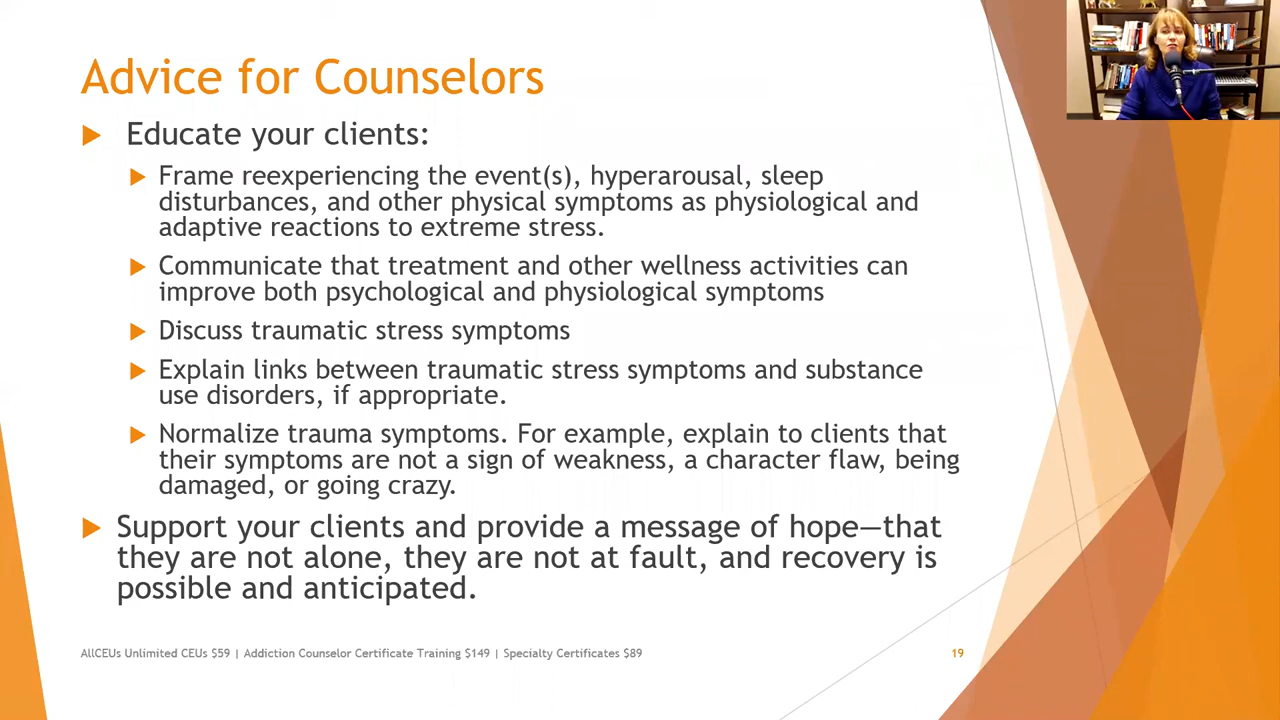 Advice for Counselors
Educate your clients:
Frame reexperiencing the event(s), hyperarousal, sleep
disturbances, and other physical symptoms as physiological and
adaptive reactions to extreme stress.
Communicate that treatment and other wellness activities can
improve both psychological and physiological symptoms
Discuss traumatic stress symptoms
Explain links between traumatic stress symptoms and substance
use disorders, if appropriate.
Normalize trauma symptoms. For example, explain to clients that
their symptoms are not a sign of weakness, a character flaw, being
damaged, or going crazy.
Support your clients and provide a message of hope—that
they are not alone, they are not at fault, and recovery is
possible and anticipated.
AllCEUs Unlimited CEUs $59 | Addiction Counselor Certificate Training $149 | Specialty Certificates $89
19